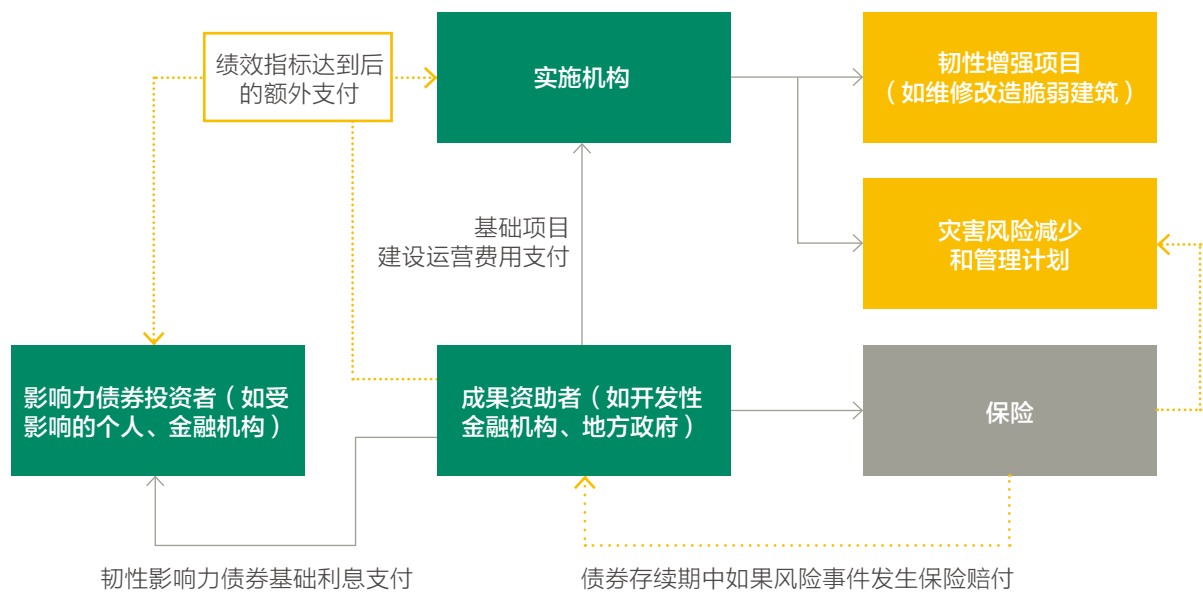 绩效指标达到后
的额外支付
实施机构
韧性增强项目
（如维修改造脆弱建筑）
基础项目
建设运营费用支付
灾害风险减少
和管理计划
影响力债券投资者（如受
影响的个人、金融机构）
成果资助者（如开发性
金融机构、地方政府）
保险
韧性影响力债券基础利息支付
债券存续期中如果风险事件发生保险赔付